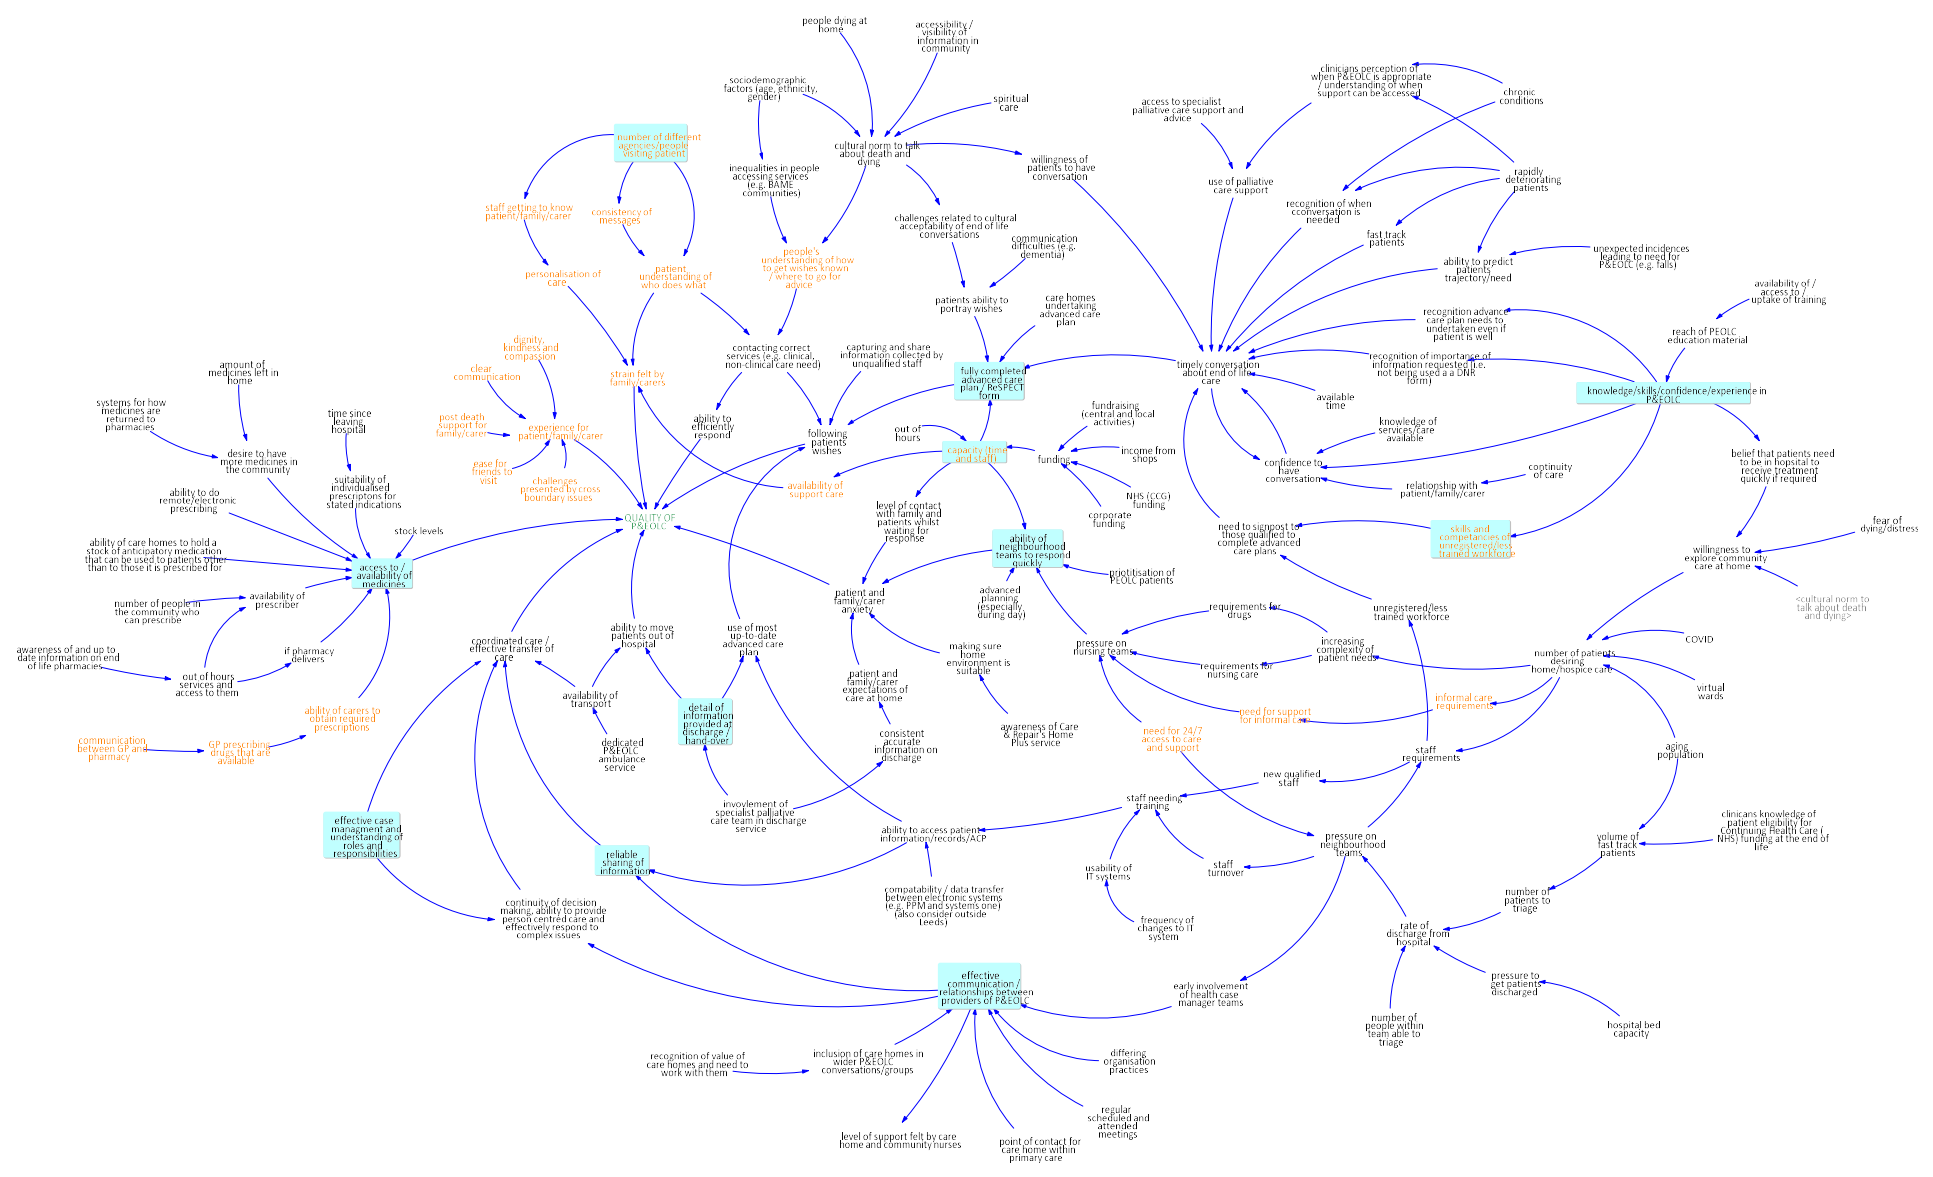 people dying at
home
accessibility /
visibility of
information in
community
sociodemographic
factors (age, ethnicity,
gender)
spiritual
care
clinicians perception of
when P&EOLC is appropriate
/ understanding of when
support can be accessed
chronic
conditions
access to specialist
palliative care support and
advice
number of different
agencies/people
visiting patient
cultural norm to talk
about death and
dying
willingness of
patients to have
conversation
inequalities in people
accessing services
(e.g. BAME
communities)
use of palliative
care support
rapidly
deteriorating
patients
recognition of when
cconversation is
needed
staff getting to know
patient/family/carer
consistency of
messages
challenges related to cultural
acceptability of end of life
conversations
fast track
patients
communication
difficulties (e.g.
dementia)
unexpected incidences
leading to need for
P&EOLC (e.g. falls)
people's
understanding of how
to get wishes known
/ where to go for
advice
personalisation of
care
patient
understanding of
who does what
ability to predict
patients
trajectory/need
availability of /
access to /
uptake of training
patients ability to
portray wishes
care homes
undertaking
advanced care
plan
recognition advance
care plan needs to
undertaken even if
patient is well
reach of PEOLC
education material
dignity,
kindness and
compassion
contacting correct
services (e.g. clinical,
non-clinical care need)
capturing and share
information collected by
unqualified staff
timely conversation
about end of life
care
recognition of importance of
information requested (i.e.
not being used a a DNR
form)
amount of
medicines left in
home
clear
communication
strain felt by
family/carers
fully completed
advanced care
plan / ReSPECT
form
knowledge/skills/confidence/experience in
P&EOLC
systems for how
medicines are
returned to
pharmacies
time since
leaving
hospital
post death
support for
family/carer
experience for
patient/family/carer
ability to
efficiently
respond
following
patients
wishes
out of
hours
fundraising
(central and local
activities)
available
time
knowledge of
services/care
available
desire to have
more medicines in
the community
ease for
friends to
visit
challenges
presented by cross
boundary issues
capacity (time
and staff)
funding
income from
shops
confidence to
have
conversation
continuity
of care
belief that patients need
to be in hopsital to
receive treatment
quickly if required
suitability of
individualised
prescriptons for
stated indications
availability of
support care
NHS (CCG)
funding
relationship with
patient/family/carer
ability to do
remote/electronic
prescribing
QUALITY OF
P&EOLC
level of contact
with family and
patients whilst
waiting for
response
corporate
funding
need to signpost to
those qualified to
complete advanced
care plans
skills and
competancies of
unregistered/less
trained workforce
fear of
dying/distress
stock levels
ability of care homes to hold a
stock of anticipatory medication
that can be used to patients other
than to those it is prescribed for
access to /
availability of
medicines
ability of
neighbourhood
teams to respond
quickly
priotitisation of
PEOLC patients
willingness to
explore community
care at home
number of people in
the community who
can prescribe
availability of
prescriber
patient and
family/carer
anxiety
advanced
planning
(especially
during day)
requirements for
drugs
unregistered/less
trained workforce
<cultural norm to
talk about death
and dying>
awareness of and up to
date information on end
of life pharmacies
if pharmacy
delivers
coordinated care /
effective transfer of
care
ability to move
patients out of
hospital
use of most
up-to-date
advanced care
plan
making sure
home
environment is
suitable
pressure on
nursing teams
increasing
complexity of
patient needs
COVID
out of hours
services and
access to them
patient and
family/carer
expectations of
care at home
requirements for
nursing care
number of patients
desiring
home/hospice care
availability of
transport
informal care
requirements
virtual
wards
ability of carers to
obtain required
prescriptions
detail of
information
provided at
discharge /
hand-over
need for support
for informal care
communication
between GP and
pharmacy
GP prescribing
drugs that are
available
dedicated
P&EOLC
ambulance
service
consistent
accurate
information on
discharge
awareness of Care
& Repair's Home
Plus service
need for 24/7
access to care
and support
staff
requirements
aging
population
new qualified
staff
effective case
managment and
understanding of
roles and
responsibilities
invovlement of
specialist palliative
care team in discharge
service
staff needing
training
ability to access patient
information/records/ACP
pressure on
neighbourhood
teams
volume of
fast track
patients
clinicans knowledge of
patient eligibility for
Continuing Health Care (
NHS) funding at the end of
life
reliable
sharing of
information
usability of
IT systems
staff
turnover
continuity of decision
making, ability to provide
person centred care and
effectively respond to
complex issues
compatability / data transfer
between electronic systems
(e.g. PPM and systems one)
(also consider outside
Leeds)
frequency of
changes to IT
system
number of
patients to
triage
rate of
discharge from
hospital
effective
communication /
relationships between
providers of P&EOLC
early involvement
of health case
manager teams
pressure to
get patients
discharged
recognition of value of
care homes and need to
work with them
inclusion of care homes in
wider P&EOLC
conversations/groups
differing
organisation
practices
number of
people within
team able to
triage
hospital bed
capacity
level of support felt by care
home and community nurses
point of contact for
care home within
primary care
regular
scheduled and
attended
meetings